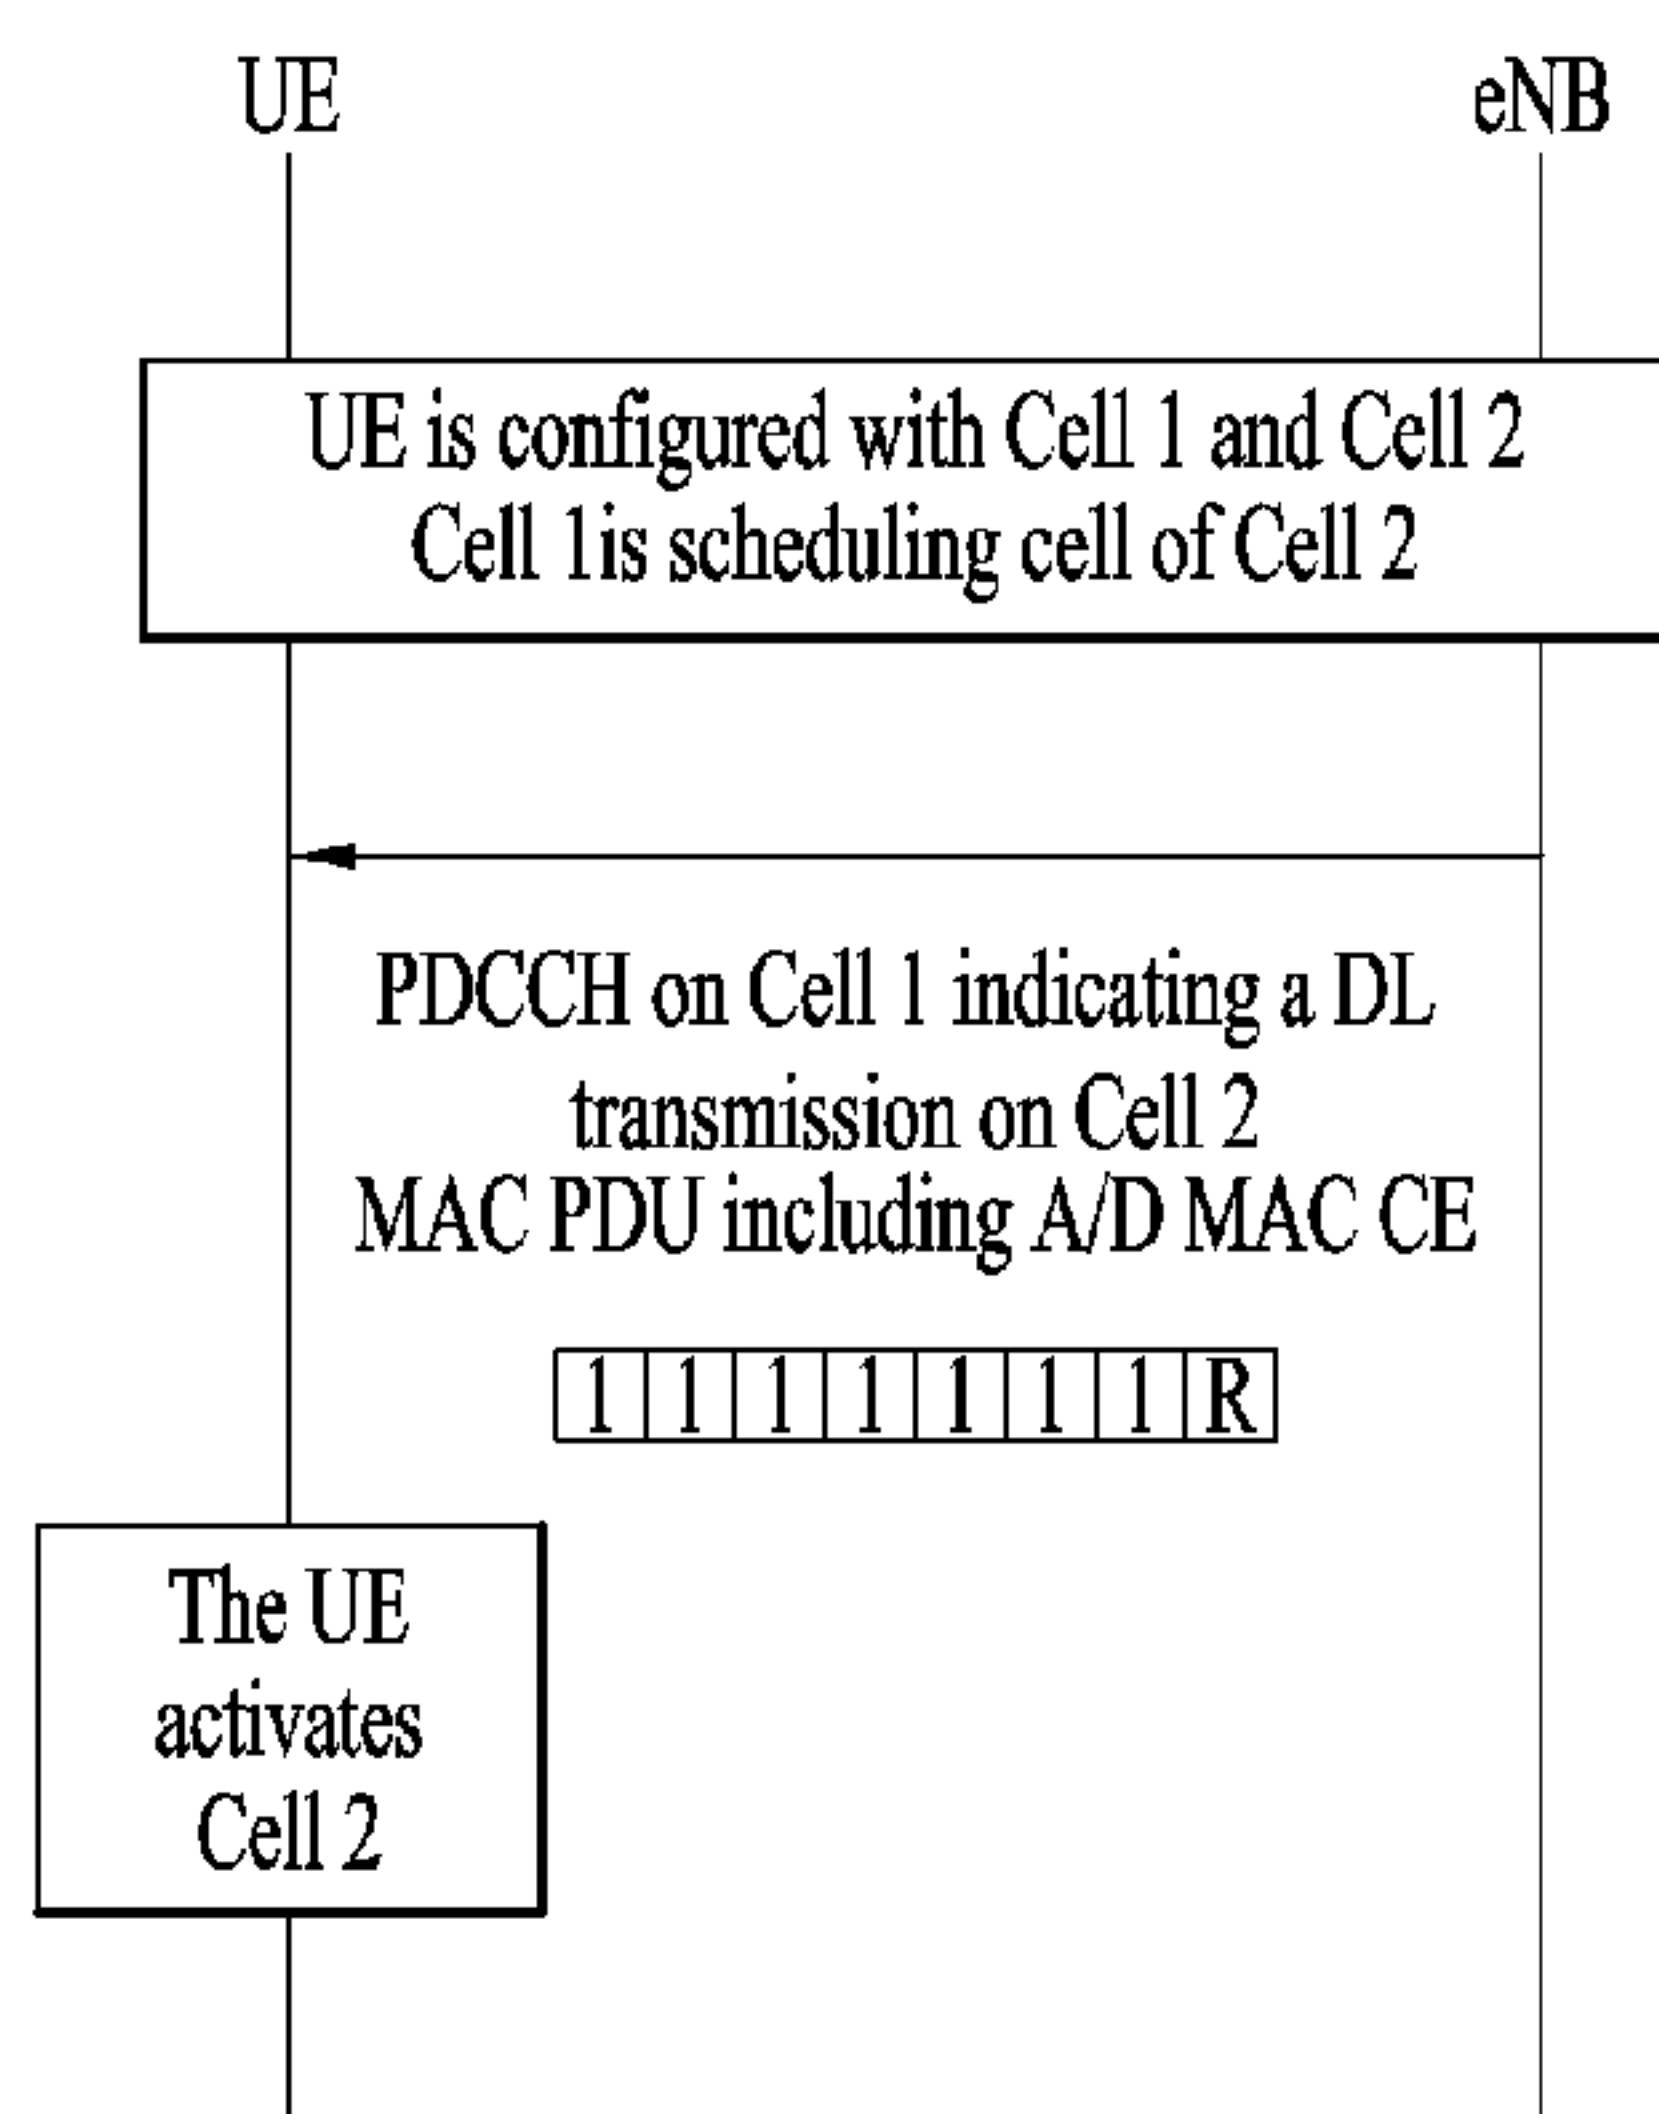 UE eNB
UE is configured with Cell 1 and Cell 2
Cell 1is scheduling cell of Cell 2
PDCCH on Cell 1 indicating a DL
transmission on Cell 2
MAC PDU including A/D MAC CE
1 1 1 1 1 1 1 R
The UE
activates
Cell 2